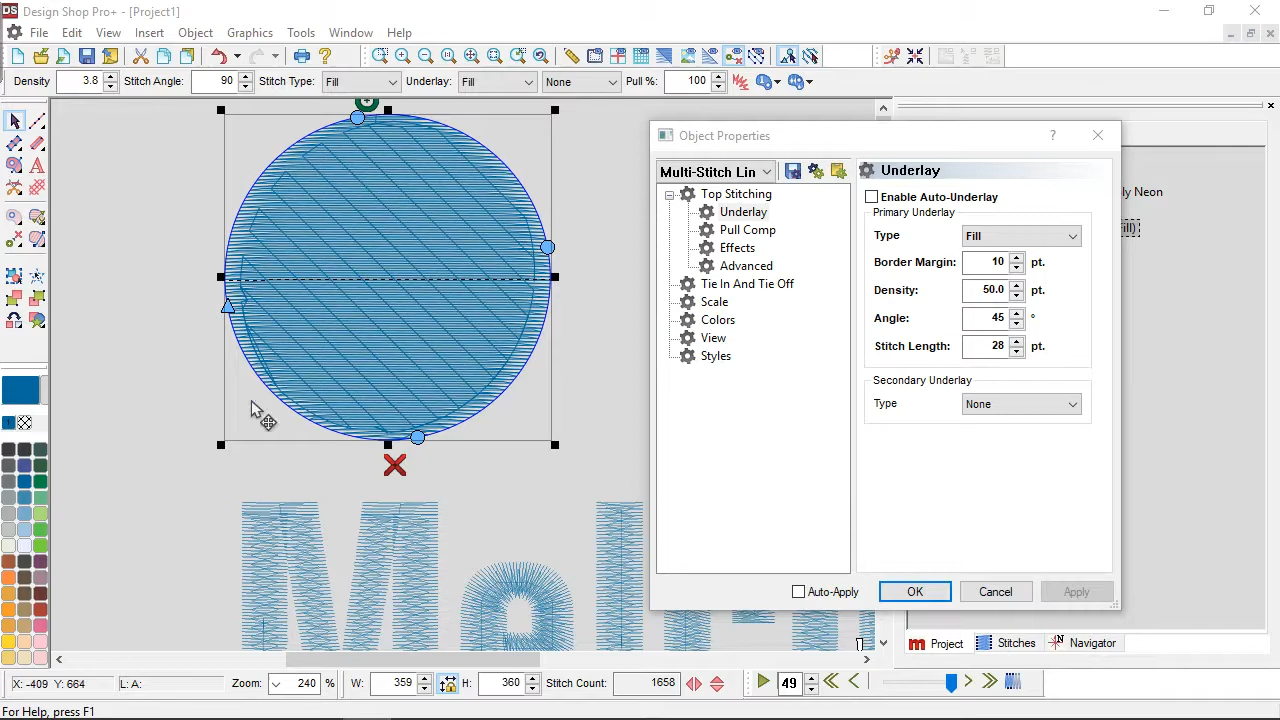 DS Design Shop Pro+ - [Project1]
File Edit View Insert Object Graphics Tools Window Help
Density 3.8 Stitch Angle: 90 Stitch Type: Fill Underlay: Fill None Pull %: 100
Object Properties ?
Multi-Stitch Lin
Top Stitching
Underlay
Pull Comp
Effects
Advanced
Tie In And Tie Off
Scale
Colors
View
Styles
Underlay
Enable Auto-Underlay
Primary Underlay
Type Fill
Border Margin: 10 pt.
Density: 50.0 pt.
Angle: 45 °
Stitch Length: 28 pt.
Secondary Underlay
Type None
Auto-Apply OK Cancel Apply
ly Neon
ill)
Project Stitches Navigator
X: -409 Y: 664 L: A: Zoom: 240 % W: 359 H: 360 Stitch Count: 1658 49
For Help, press F1